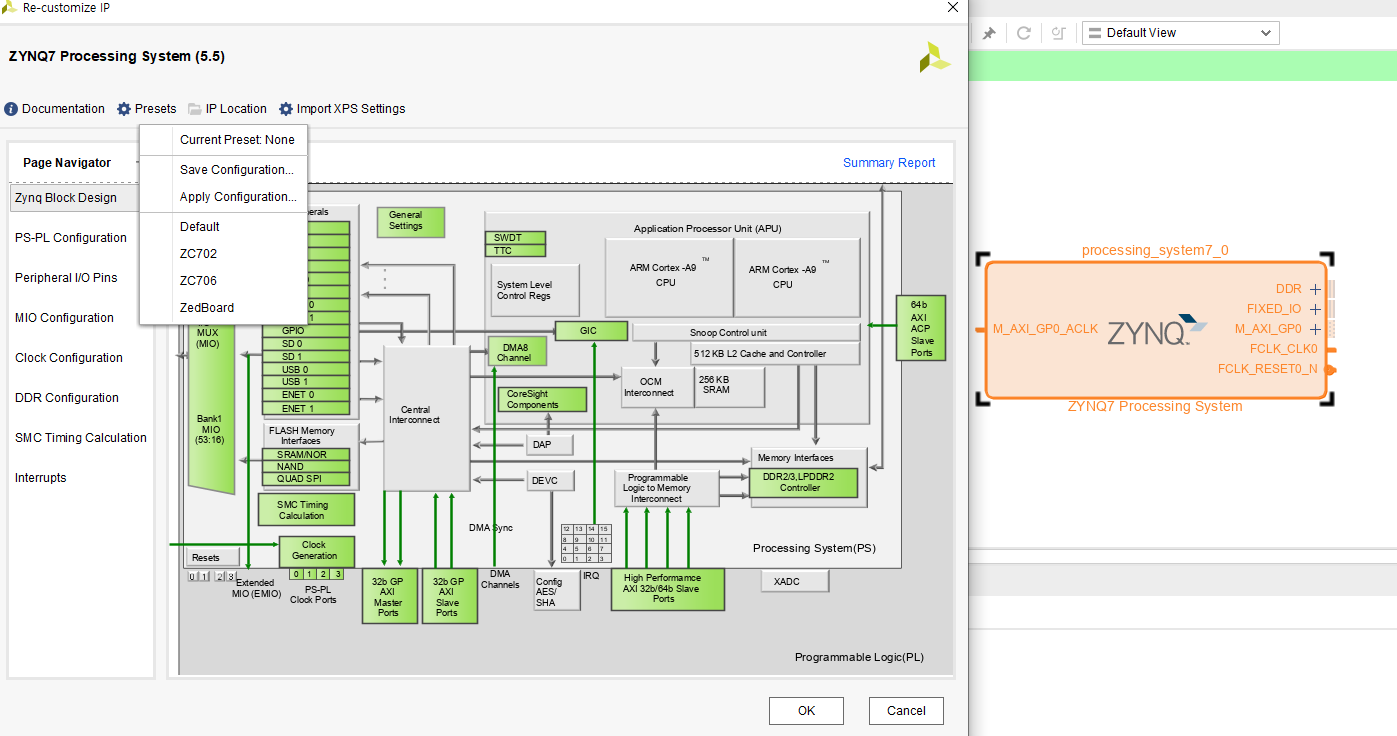 Re-customize IP
Default View
ZYNQ7 Processing System (5.5)
Documentation
Presets
IP Location
Import XPS Settings
Current Preset: None
Save Configuration...
Apply Configuration...
Default
ZC702
ZC706
ZedBoard
Page Navigator
Zynq Block Design
PS-PL Configuration
Peripheral I/O Pins
MIO Configuration
Clock Configuration
DDR Configuration
SMC Timing Calculation
Interrupts
Summary Report
erals
General
Settings
0
1
GPIO
SD 0
SD 1
USB 0
USB 1
ENET 0
ENET 1
MUX
(MIO)
Bank1
MIO
(53:16)
FLASH Memory
Interfaces
SRAM/NOR
NAND
QUAD SPI
SMC Timing
Calculation
Clock
Generation
Resets
0 1 2 3
Extended
MIO (EMIO)
0 1 2 3
PS-PL
Clock Ports
Central
Interconnect
Application Processor Unit (APU)
SWDT
TTC
System Level
Control Regs
ARM Cortex -A9 TM
CPU
ARM Cortex -A9 TM
CPU
GIC
Snoop Control unit
DMA8
Channel
512 KB L2 Cache and Controller
OCM
Interconnect
256 KB
SRAM
CoreSight
Components
DAP
DEVC
Memory Interfaces
DDR2/3,LPDDR2
Controller
Programmable
Logic to Memory
Interconnect
DMA Sync
12 13 14 15
8 9 10 11
4 5 6 7
0 1 2 3
IRQ
Processing System(PS)
64b
AXI
ACP
Slave
Ports
32b GP
AXI
Master
Ports
32b GP
AXI
Slave
Ports
DMA
Channels
Config
AES/
SHA
High Performamce
AXI 32b/64b Slave
Ports
XADC
Programmable Logic(PL)
OK
Cancel
processing_system7_0
M_AXI_GP0_ACLK
ZYNQ
DDR
FIXED_IO
M_AXI_GP0
FCLK_CLK0
FCLK_RESET0_N
ZYNQ7 Processing System